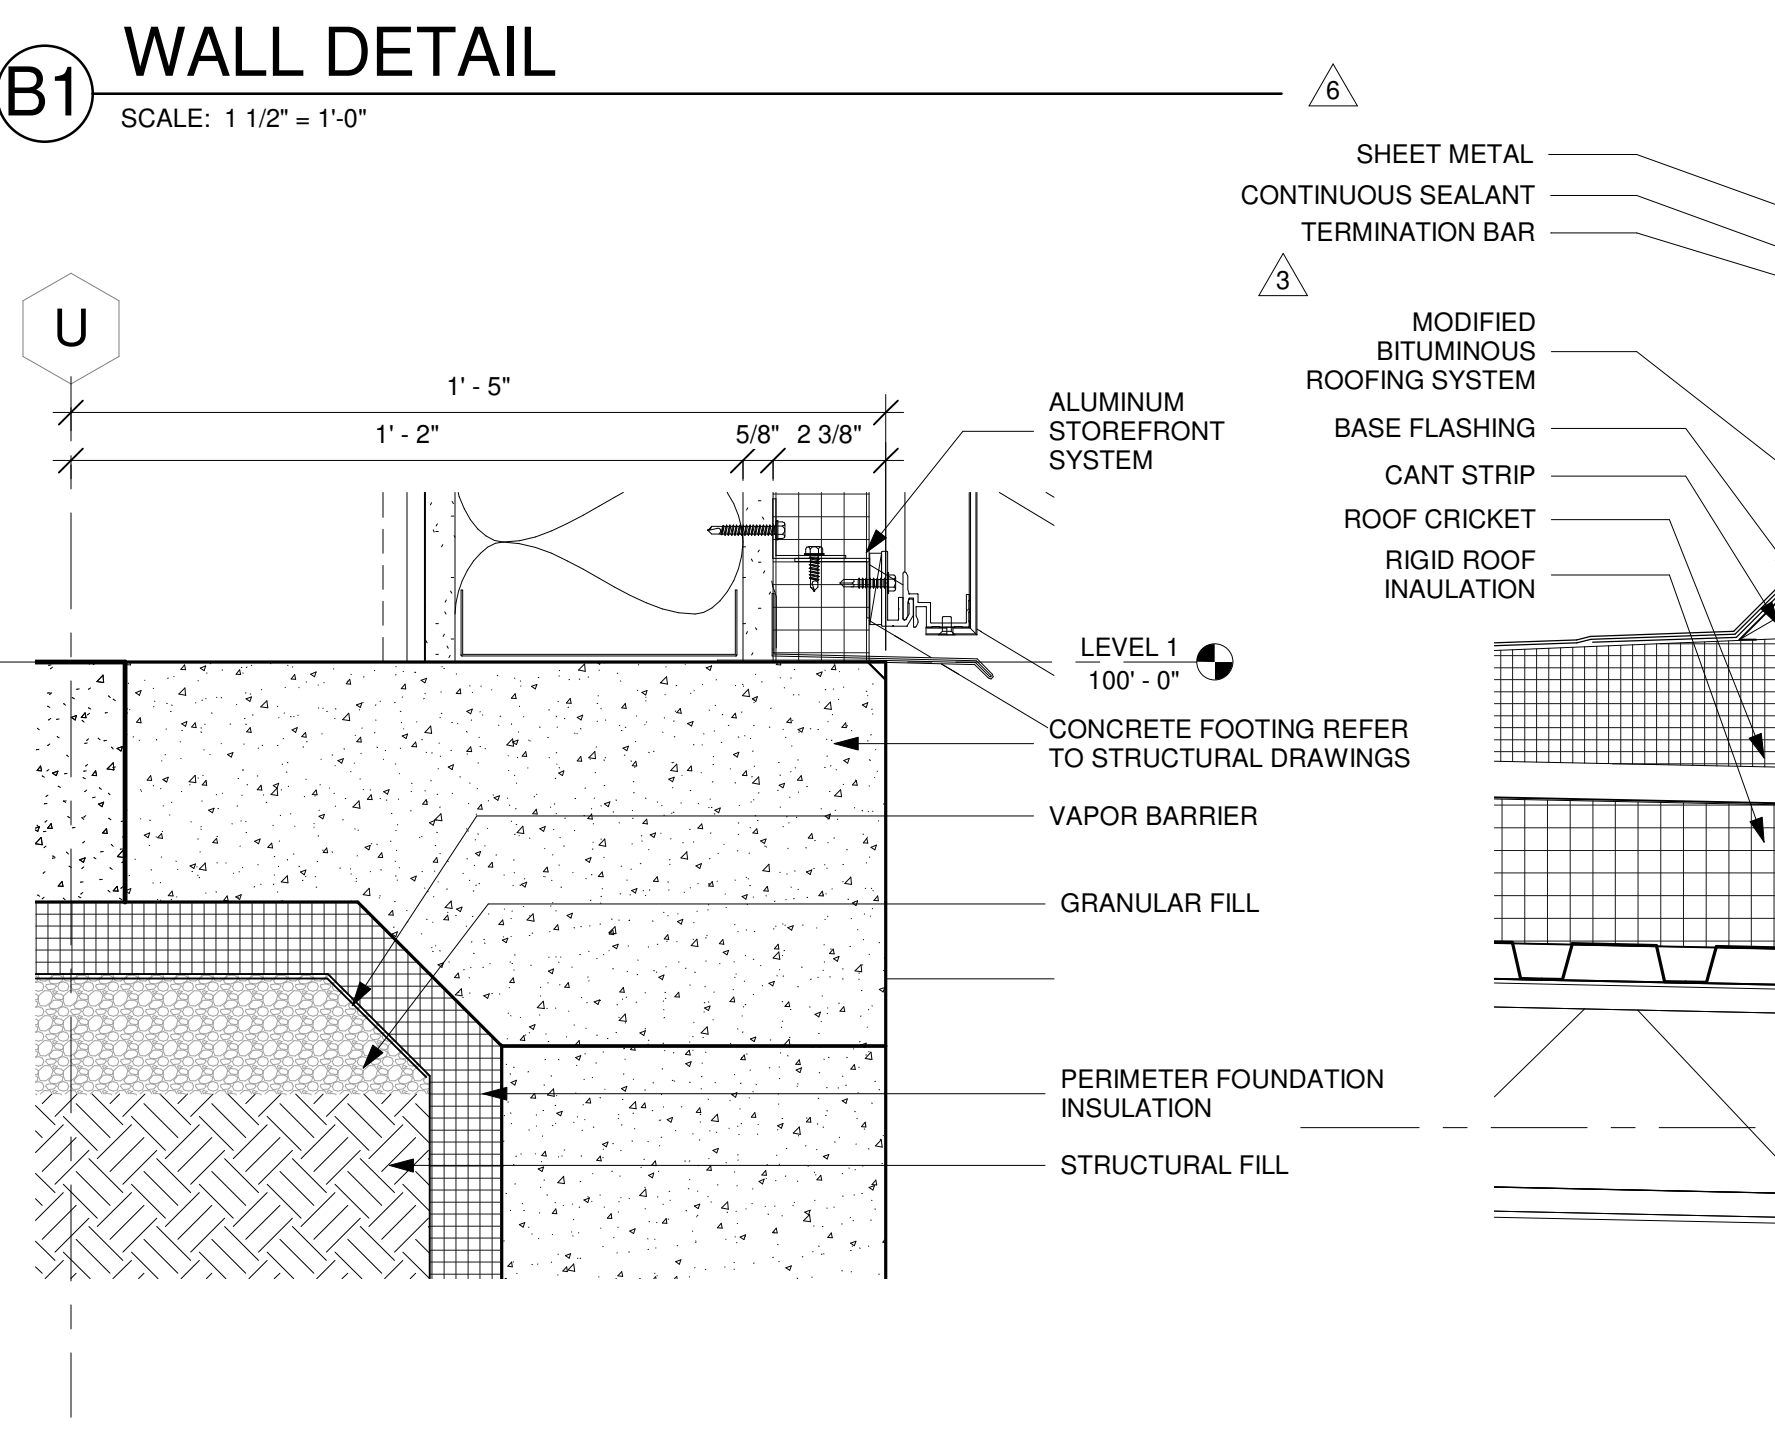 B1
WALL DETAIL
SCALE: 1 1/2" = 1'-0"
6
SHEET METAL
CONTINUOUS SEALANT
TERMINATION BAR
3
MODIFIED
BITUMINOUS
ROOFING SYSTEM
BASE FLASHING
CANT STRIP
ROOF CRICKET
RIGID ROOF
INAULATION
U
1' - 5"
1' - 2"
5/8"
2 3/8"
ALUMINUM
STOREFRONT
SYSTEM
LEVEL 1
100' - 0"
CONCRETE FOOTING REFER
TO STRUCTURAL DRAWINGS
VAPOR BARRIER
GRANULAR FILL
PERIMETER FOUNDATION
INSULATION
STRUCTURAL FILL